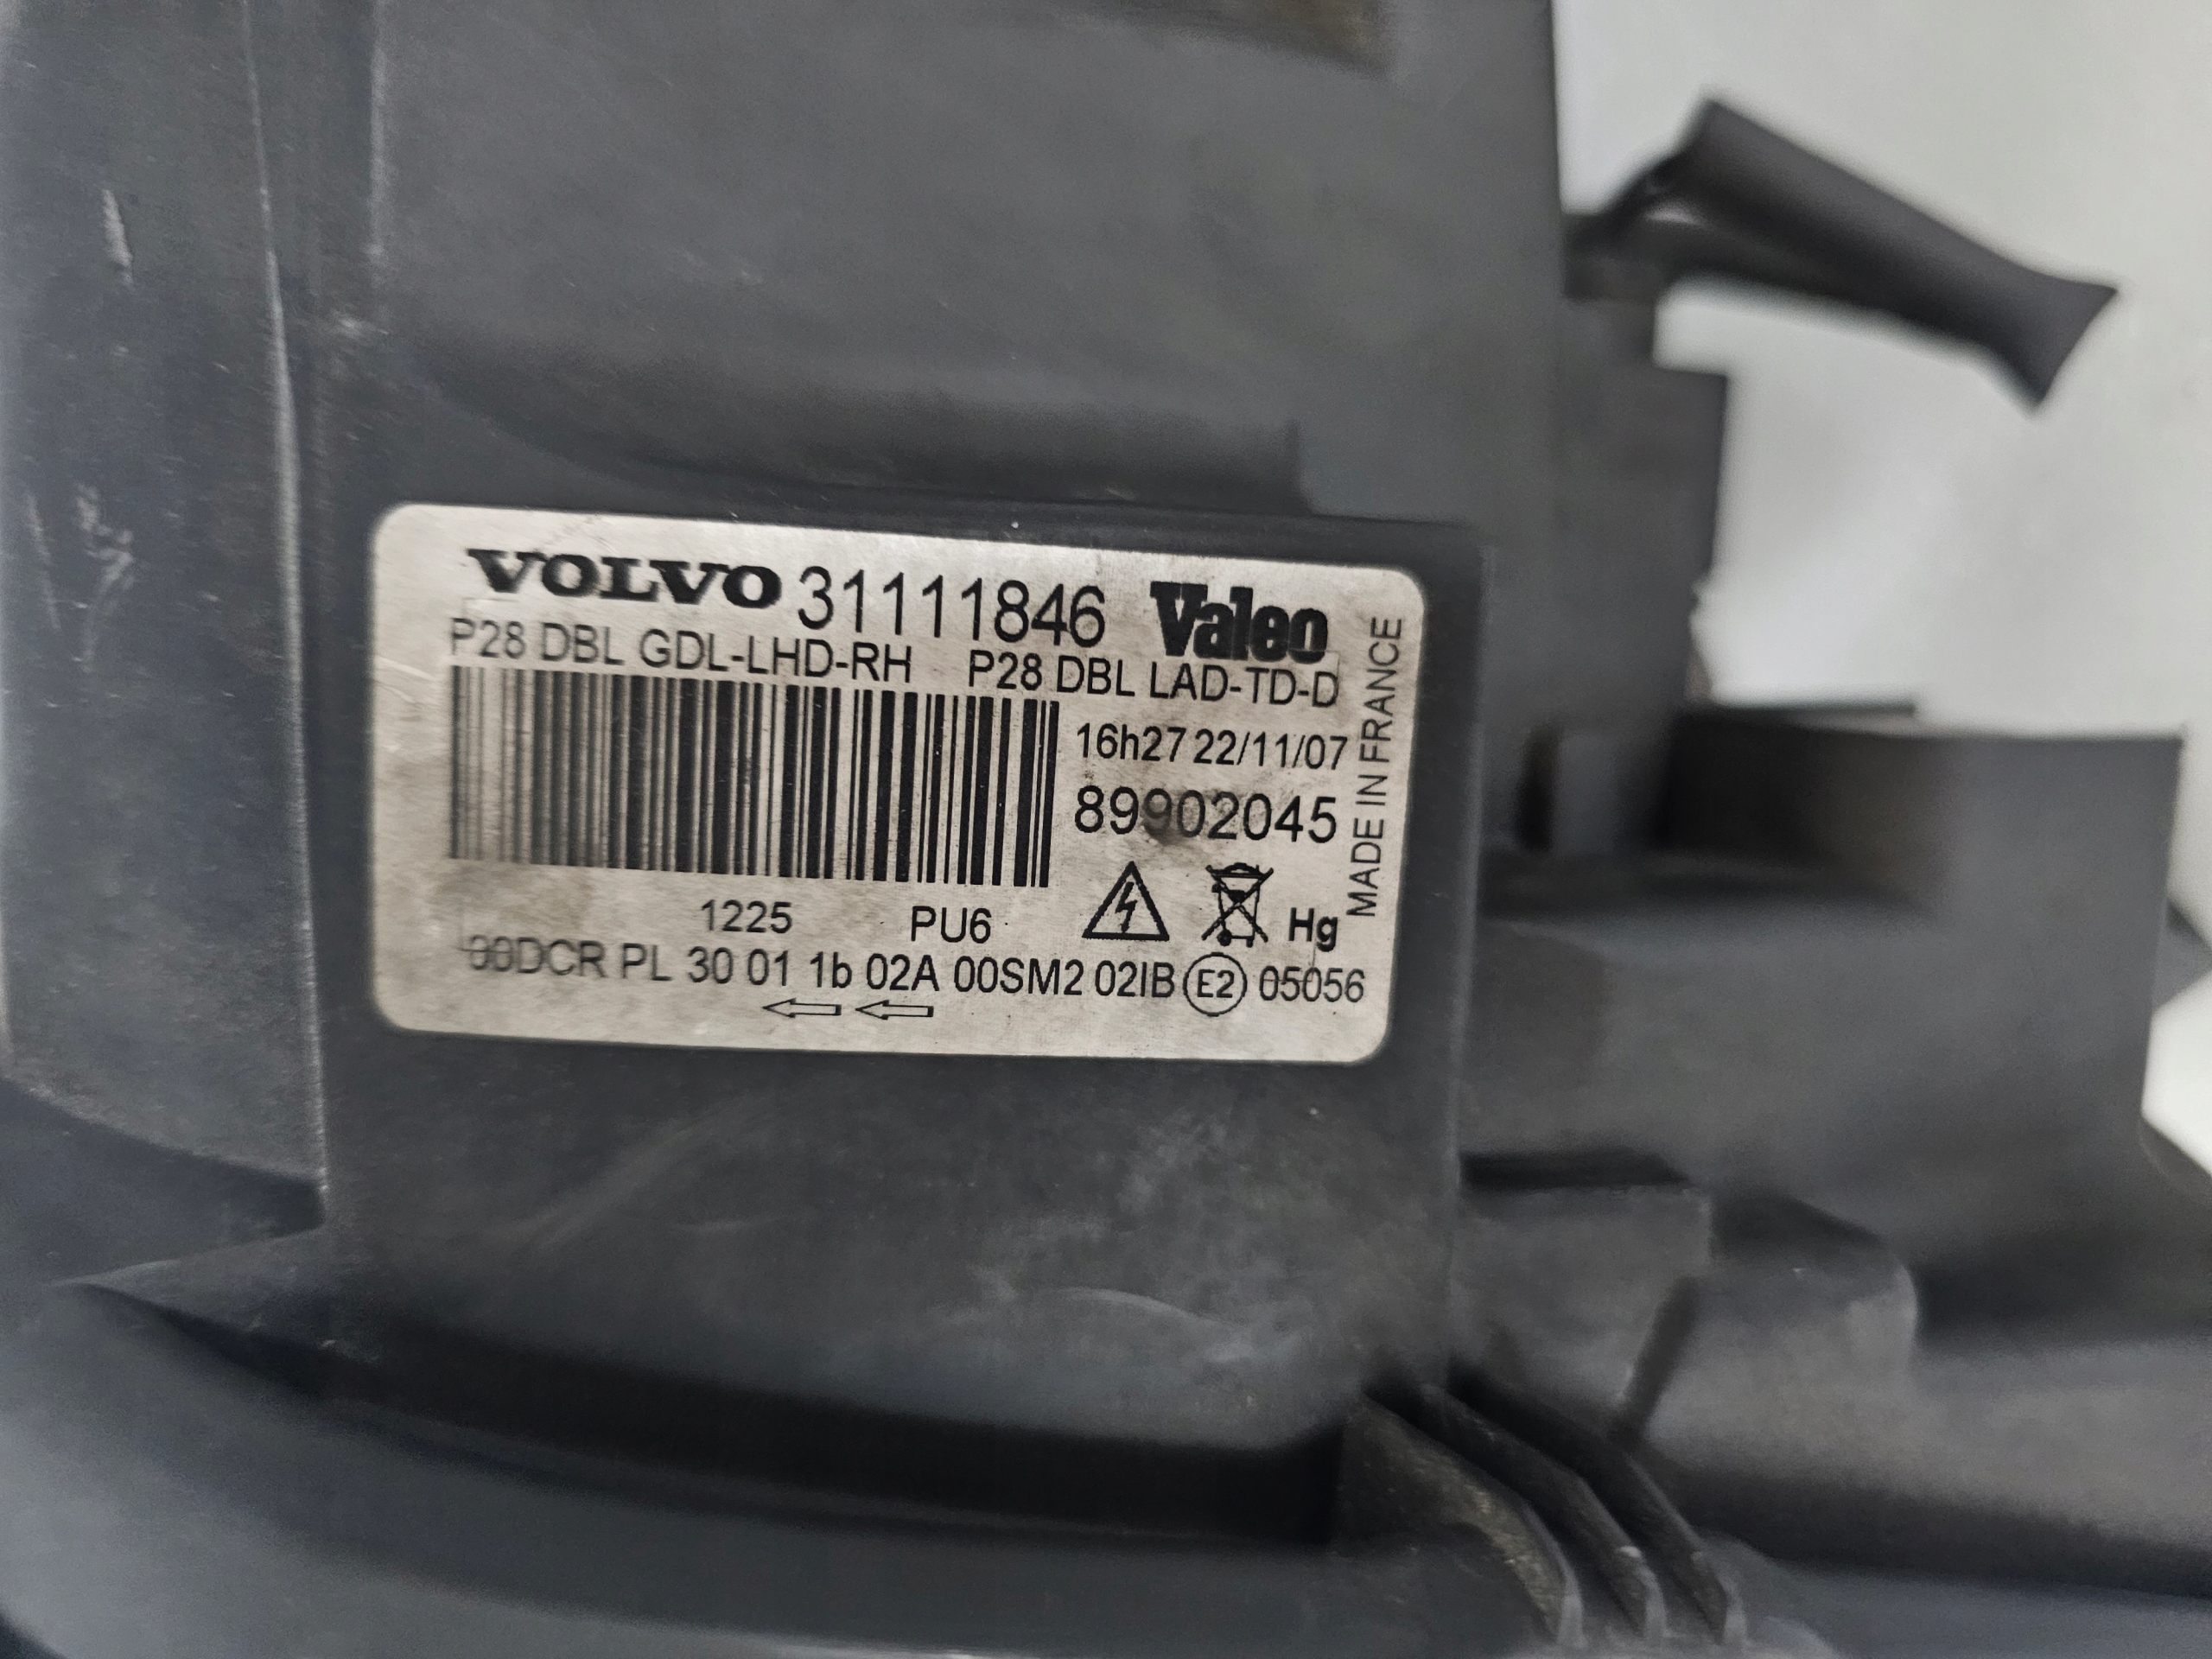 VOLVO 31111846 Valeo
P28 DBL GDL-LHD-RH P28 DBL LAD-TD-D
16h27 22/11/07
89902045
MADE IN FRANCE
1225 PU6 Hg
00DCR PL 30 01 1b 02A 00SM2 02IB E2 05056